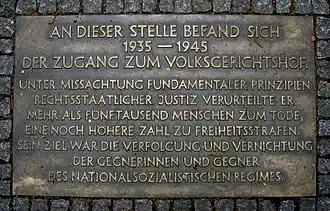 AN DIESER STELLE BEFAND SICH
1935 — 1945
DER ZUGANG ZUM VOLKSGERICHTSHOF.
UNTER MISSACHTUNG FUNDAMENTALER PRINZIPIEN
RECHTSSTAATLICHER JUSTIZ VERURTEILTE ER
MEHR ALS FÜNFTAUSEND MENSCHEN ZUM TODE,
EINE NOCH HÖHERE ZAHL ZU FREIHEITSSTRAFEN.
SEIN ZIEL WAR DIE VERFOLGUNG UND VERNICHTUNG
DER GEGNERINNEN UND GEGNER
DES NATIONALSOZIALISTISCHEN REGIMES.